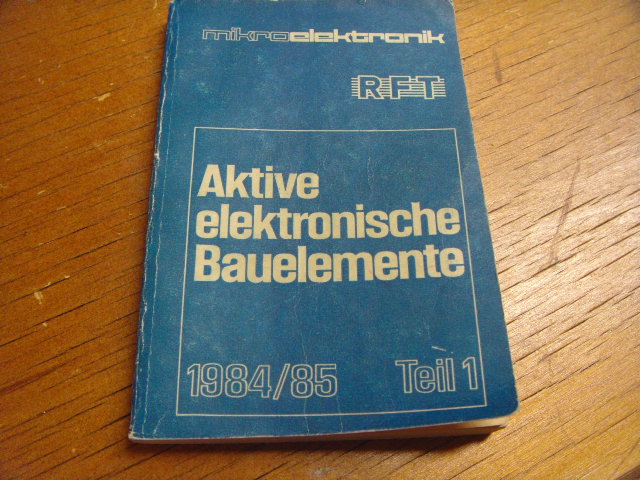 mikroelektronik
RFT
Aktive
elektronische
Bauelemente
1984/85 Teil 1